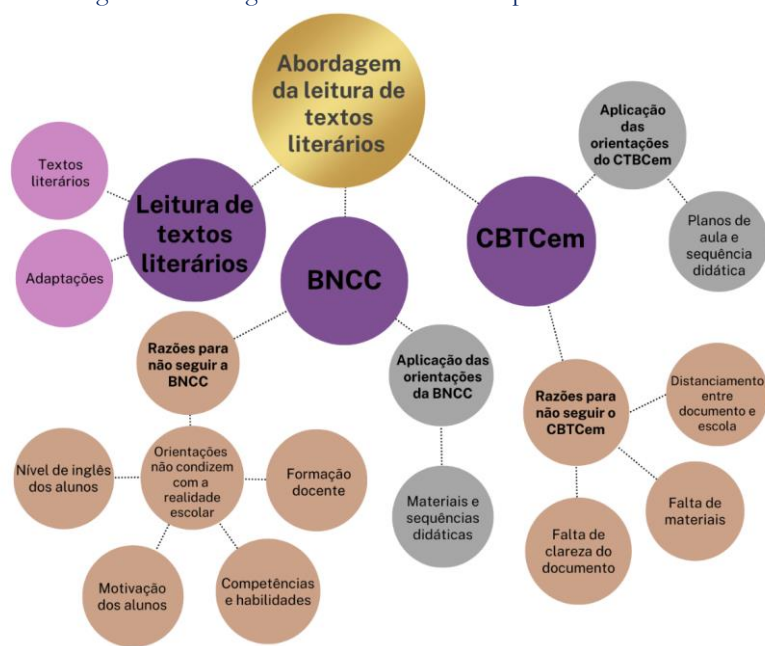 Abordagem
da leitura de
textos
literários
Textos
literários
Adaptações
Leitura de
textos
literários
BNCC
CBTCem
Aplicação
das
orientações
do CTBCem
Planos de
aula e
sequência
didática
Razões para
não seguir a
BNCC
Orientações
não condizem
com a
realidade
escolar
Nível de inglês
dos alunos
Motivação
dos alunos
Competências
e habilidades
Formação
docente
Aplicação das
orientações
da BNCC
Materiais e
sequências
didáticas
Razões para
não seguir o
CBTCem
Distanciamento
entre
documento e
escola
Falta de
materiais
Falta de
clareza do
documento